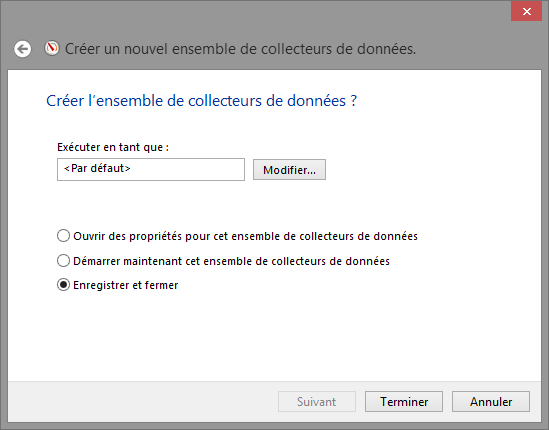 Créer un nouvel ensemble de collecteurs de données.
Créer l'ensemble de collecteurs de données ?
Exécuter en tant que :
<Par défaut>
Modifier...
Ouvrir des propriétés pour cet ensemble de collecteurs de données
Démarrer maintenant cet ensemble de collecteurs de données
Enregistrer et fermer
Suivant
Terminer
Annuler